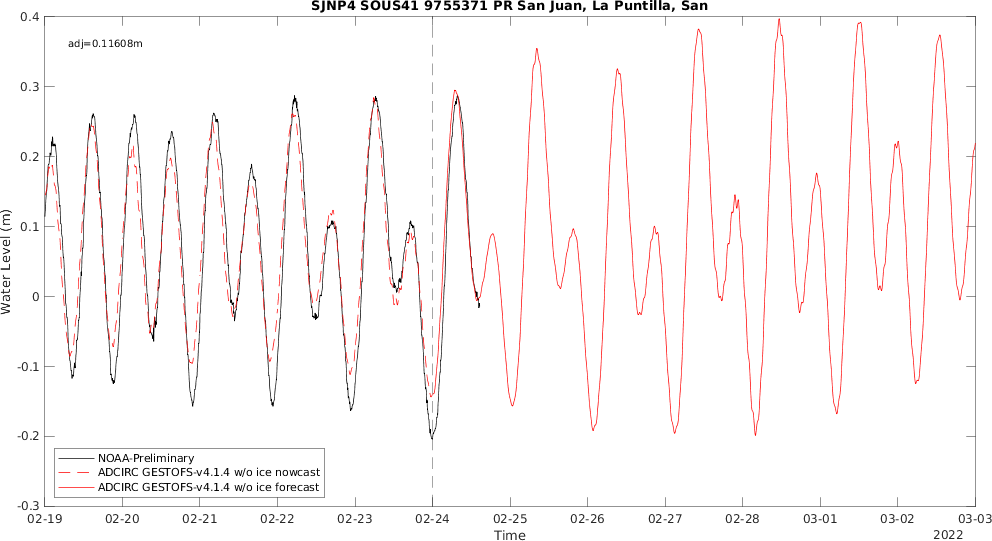 SJNP4 SOUS41 9755371 PR San Juan, La Puntilla, San
adj=0.11608m
0.4
0.3
0.2
0.1
0
-0.1
-0.2
-0.3
Water Level (m)
NOAA-Preliminary
ADCIRC GESTOFS-v4.1.4 w/o ice nowcast
ADCIRC GESTOFS-v4.1.4 w/o ice forecast
02-19 02-20 02-21 02-22 02-23 02-24 02-25 02-26 02-27 02-28 03-01 03-02 03-03
Time
2022